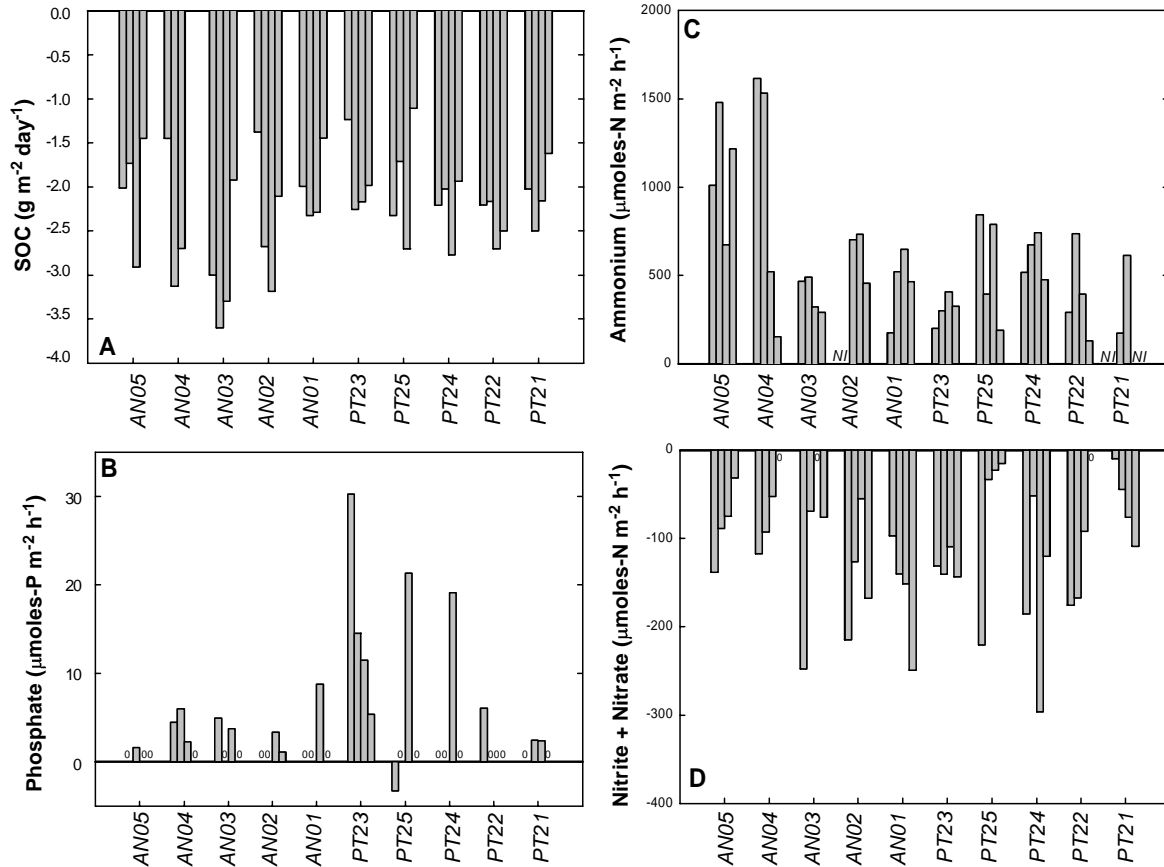 A
SOC (g m⁻² day⁻¹)
0.0
-0.5
-1.0
-1.5
-2.0
-2.5
-3.0
-3.5
-4.0
AN05 AN04 AN03 AN02 AN01 PT23 PT25 PT24 PT22 PT21
C
Ammonium (μmoles-N m⁻² h⁻¹)
2000
1500
1000
500
0
NI NI NI
AN05 AN04 AN03 AN02 AN01 PT23 PT25 PT24 PT22 PT21
B
Phosphate (μmoles-P m⁻² h⁻¹)
30
20
10
0
0 00 0 0 0 00 00 0 0 0 00 0 000 0 0
AN05 AN04 AN03 AN02 AN01 PT23 PT25 PT24 PT22 PT21
D
Nitrite + Nitrate (μmoles-N m⁻² h⁻¹)
0
-100
-200
-300
-400
0 0 0
AN05 AN04 AN03 AN02 AN01 PT23 PT25 PT24 PT22 PT21